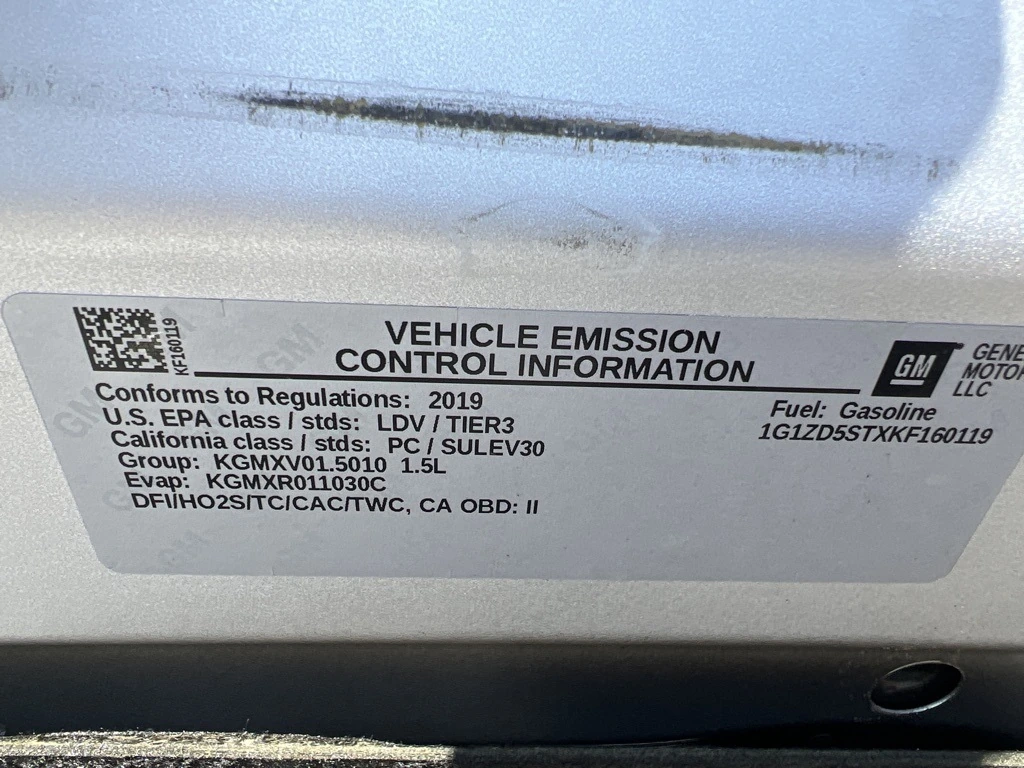 KF160119
VEHICLE EMISSION
CONTROL INFORMATION
GM
GENE
MOTOR
LLC
Conforms to Regulations: 2019
U.S. EPA class / stds: LDV / TIER3
California class / stds: PC / SULEV30
Group: KGMXV01.5010 1.5L
Evap: KGMXR011030C
DFI/HO2S/TC/CAC/TWC, CA OBD: II
Fuel: Gasoline
1G1ZD5STXKF160119